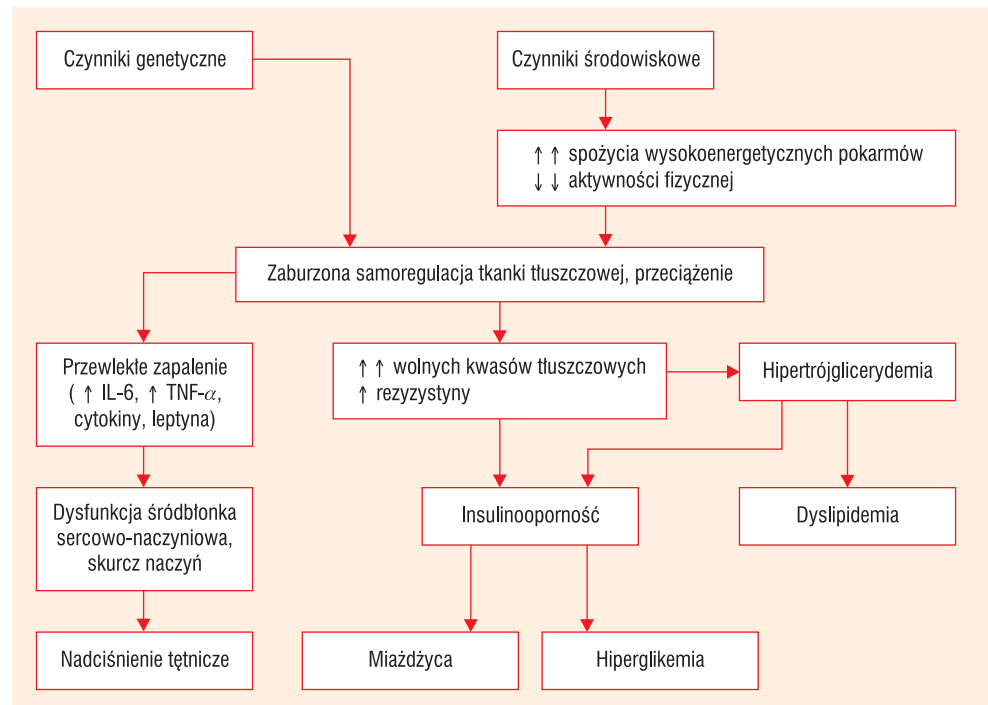 Czynniki genetyczne
Czynniki środowiskowe
↑ ↑ spożycia wysokoenergetycznych pokarmów
↓ ↓ aktywności fizycznej
Zaburzona samoregulacja tkanki tłuszczowej, przeciążenie
Przewlekłe zapalenie
( ↑ IL-6, ↑ TNF-α,
cytokiny, leptyna)
↑ ↑ wolnych kwasów tłuszczowych
↑ rezyzystyny
Hipertrójglicerydemia
Dysfunkcja śródbłonka
sercowo-naczyniowa,
skurcz naczyń
Insulinooporność
Dyslipidemia
Nadciśnienie tętnicze
Miażdżyca
Hiperglikemia